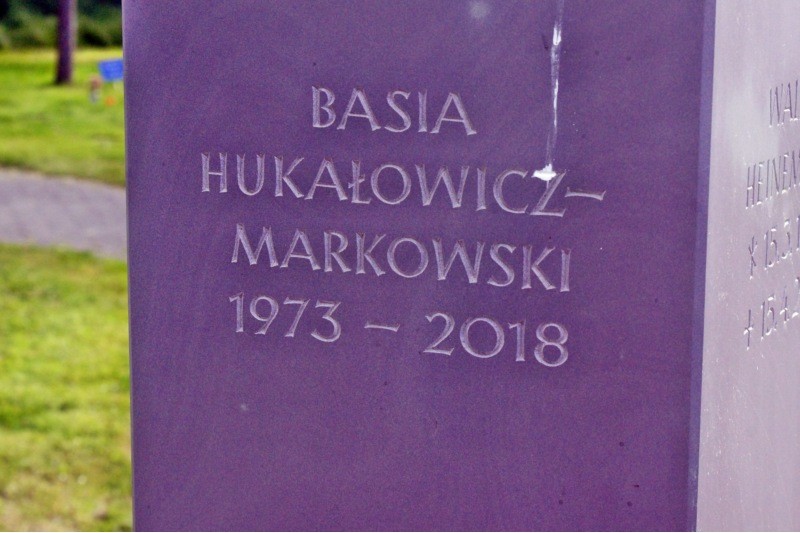 BASIA
HUKAŁOWICZ-
MARKOWSKI
1973 – 2018